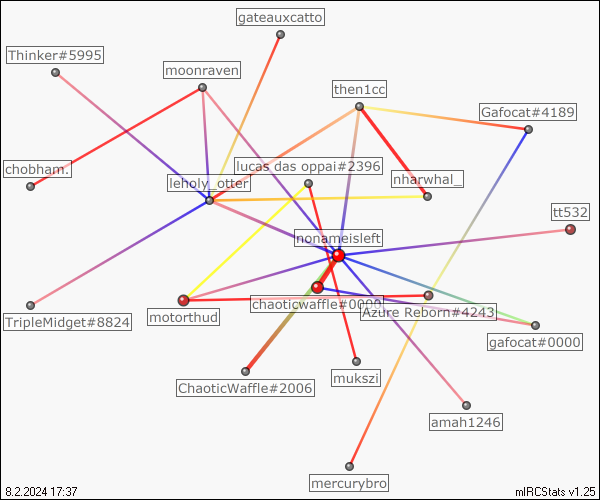 gateauxcatto
Thinker#5995
moonraven
then1cc
Gafocat#4189
chobham.
lucas das oppai#2396
leholy_otter
nharwhal_
tt532
nonameisleft
chaoticwaffle#0000
Azure Reborn#4243
TripleMidget#8824
motorthud
gafocat#0000
ChaoticWaffle#2006
mukszi
amah1246
mercurybro
8.2.2024 17:37
mIRCStats v1.25